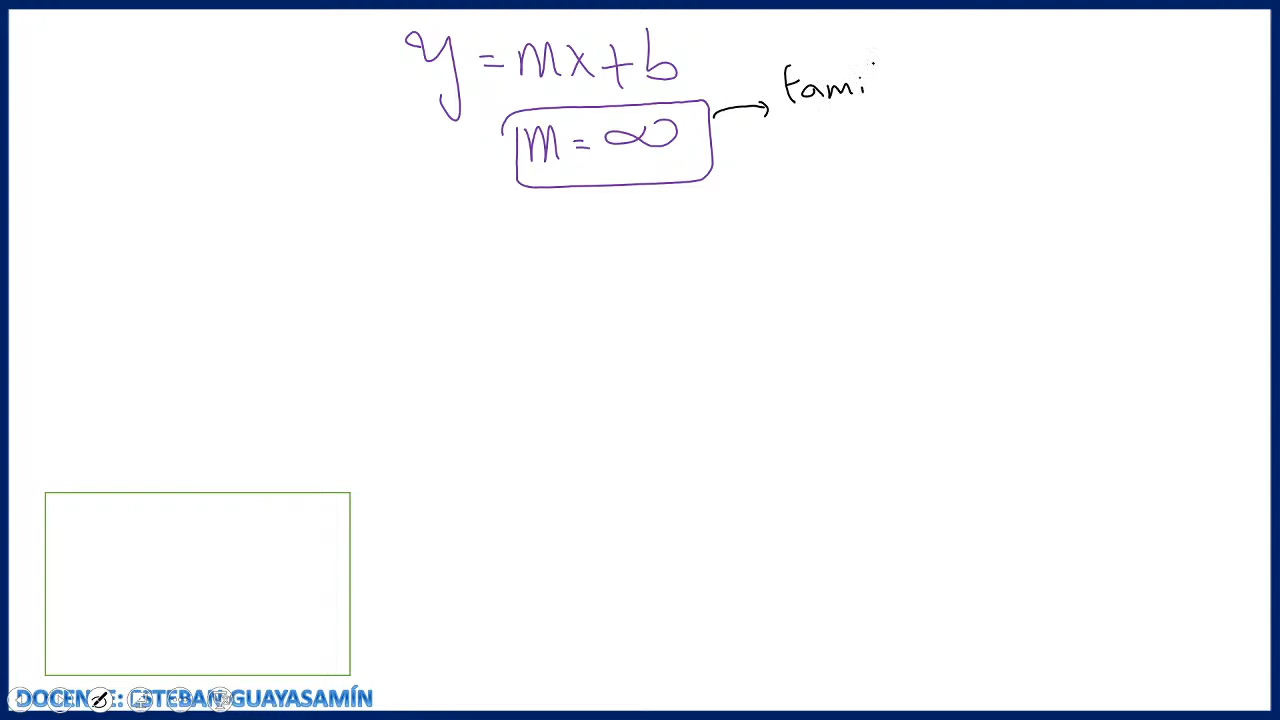 y = mx + b
m = ∞
fami
DOCENTE: ESTEBAN GUAYASAMÍN